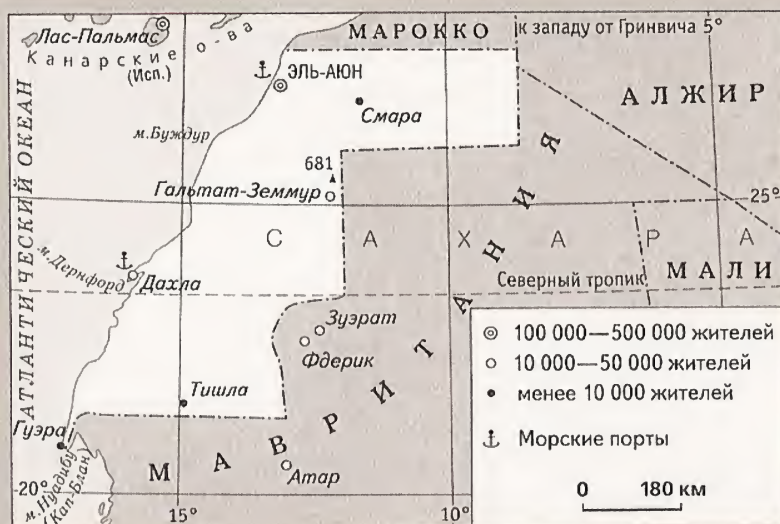 Лас-Пальмас
Канарские о-ва
(Исп.)
МАРОККО
к западу от Гринвича 5°
ЭЛЬ-АЮН
АЛЖИР
Смара
м.Буждур
681
Гальтат-Земмур
25°
АТЛАНТИЧЕСКИЙ ОКЕАН
САХАРА
м.Дернфорд
Дахла
Северный тропик
МАЛИ
Зуэрат
Фдерик
МАВРИТАНИЯ
Тишла
Гуэра
Атар
м.Нуадибу
(Кап-Блан)
20°
15°
10°
100 000—500 000 жителей
10 000—50 000 жителей
менее 10 000 жителей
Морские порты
0 180 км